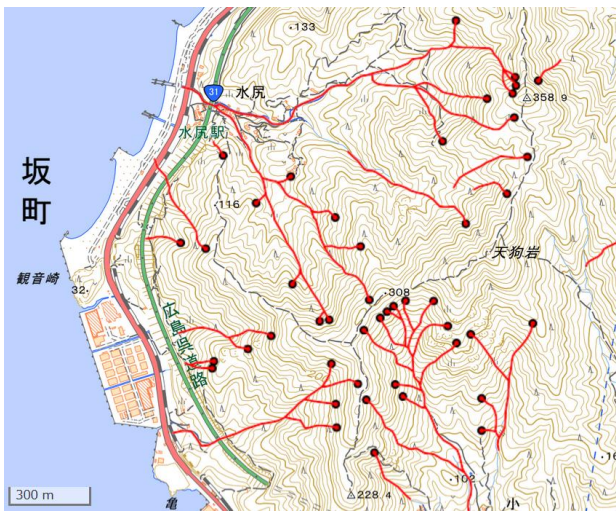 ・133
31
水尻
358.9
水尻駅
坂
町
・116
天狗岩
観音崎
32・
・308
広島呉道路
・102
228.4
300 m
亀
小